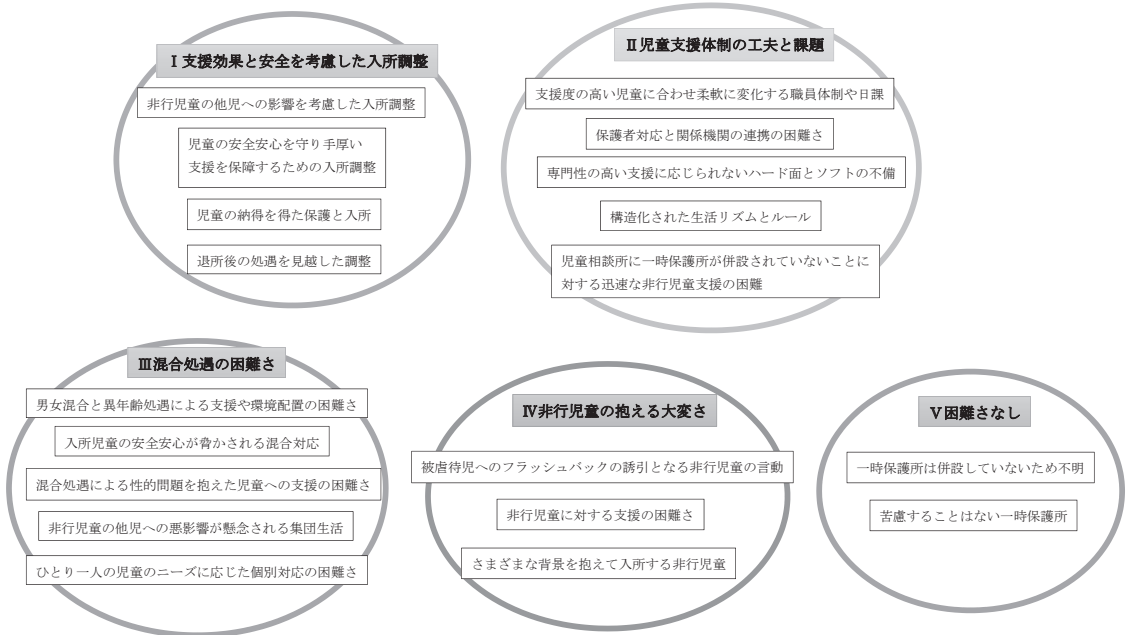 Ⅰ支援効果と安全を考慮した入所調整
非行児童の他児への影響を考慮した入所調整
児童の安全安心を守り手厚い
支援を保障するための入所調整
児童の納得を得た保護と入所
退所後の処遇を見越した調整
Ⅱ児童支援体制の工夫と課題
支援度の高い児童に合わせ柔軟に変化する職員体制や日課
保護者対応と関係機関の連携の困難さ
専門性の高い支援に応じられないハード面とソフトの不備
構造化された生活リズムとルール
児童相談所に一時保護所が併設されていないことに
対する迅速な非行児童支援の困難
Ⅲ混合処遇の困難さ
男女混合と異年齢処遇による支援や環境配置の困難さ
入所児童の安全安心が脅かされる混合対応
混合処遇による性的問題を抱えた児童への支援の困難さ
非行児童の他児への悪影響が懸念される集団生活
ひとり一人の児童のニーズに応じた個別対応の困難さ
Ⅳ非行児童の抱える大変さ
被虐待児へのフラッシュバックの誘引となる非行児童の言動
非行児童に対する支援の困難さ
さまざまな背景を抱えて入所する非行児童
Ⅴ困難さなし
一時保護所は併設していないため不明
苦慮することはない一時保護所